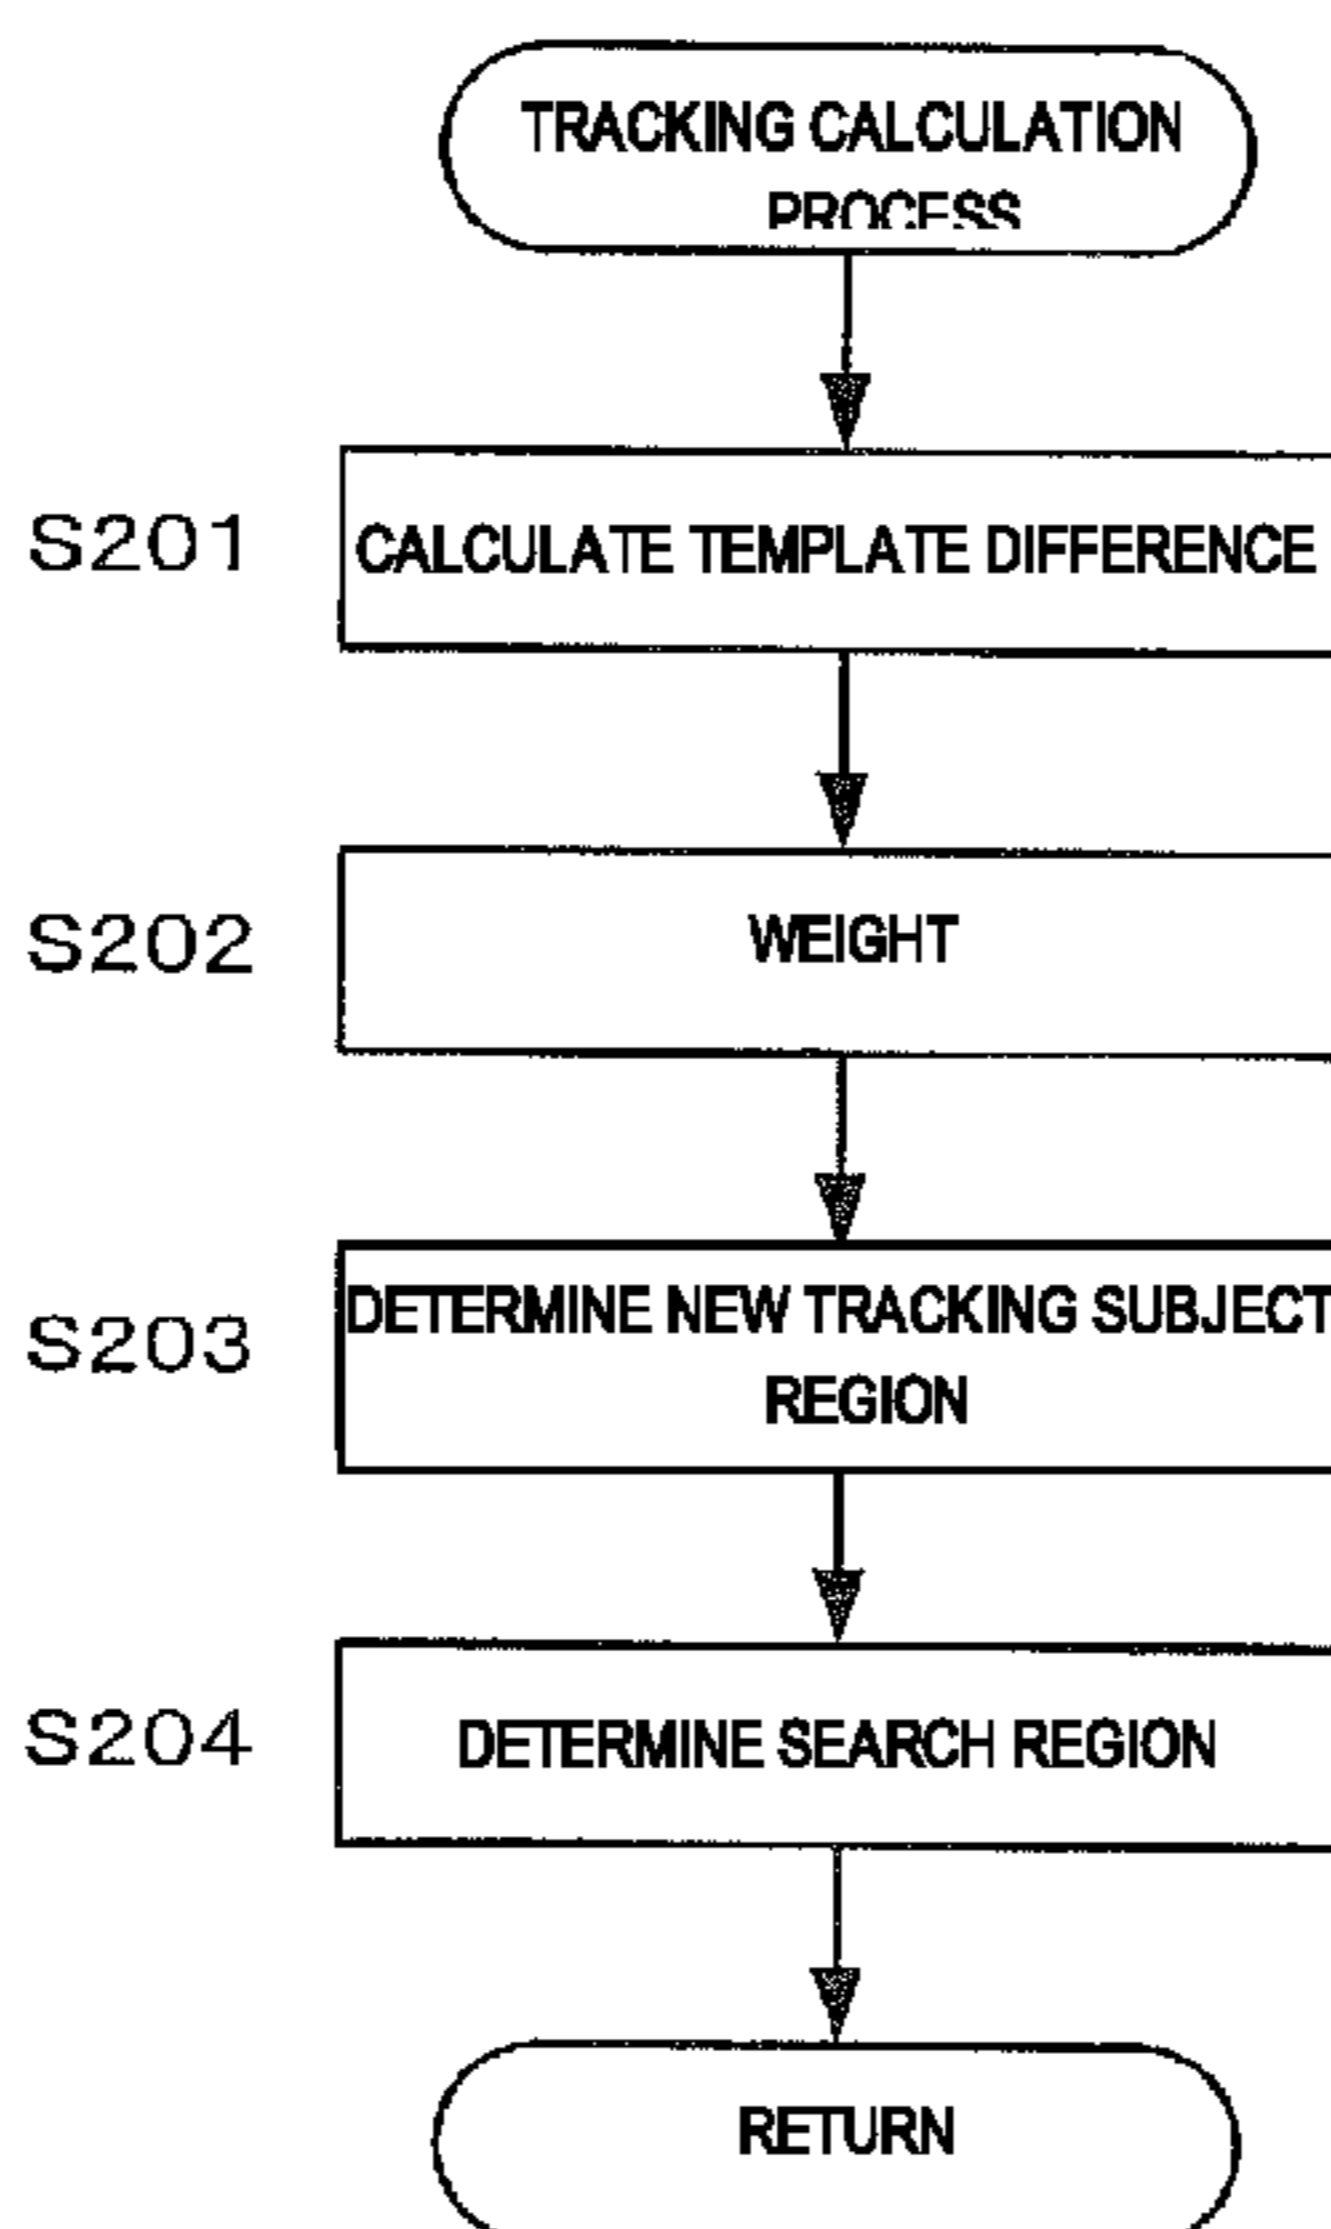 TRACKING CALCULATION
PROCESS
S201
CALCULATE TEMPLATE DIFFERENCE
S202
WEIGHT
S203
DETERMINE NEW TRACKING SUBJECT
REGION
S204
DETERMINE SEARCH REGION
RETURN